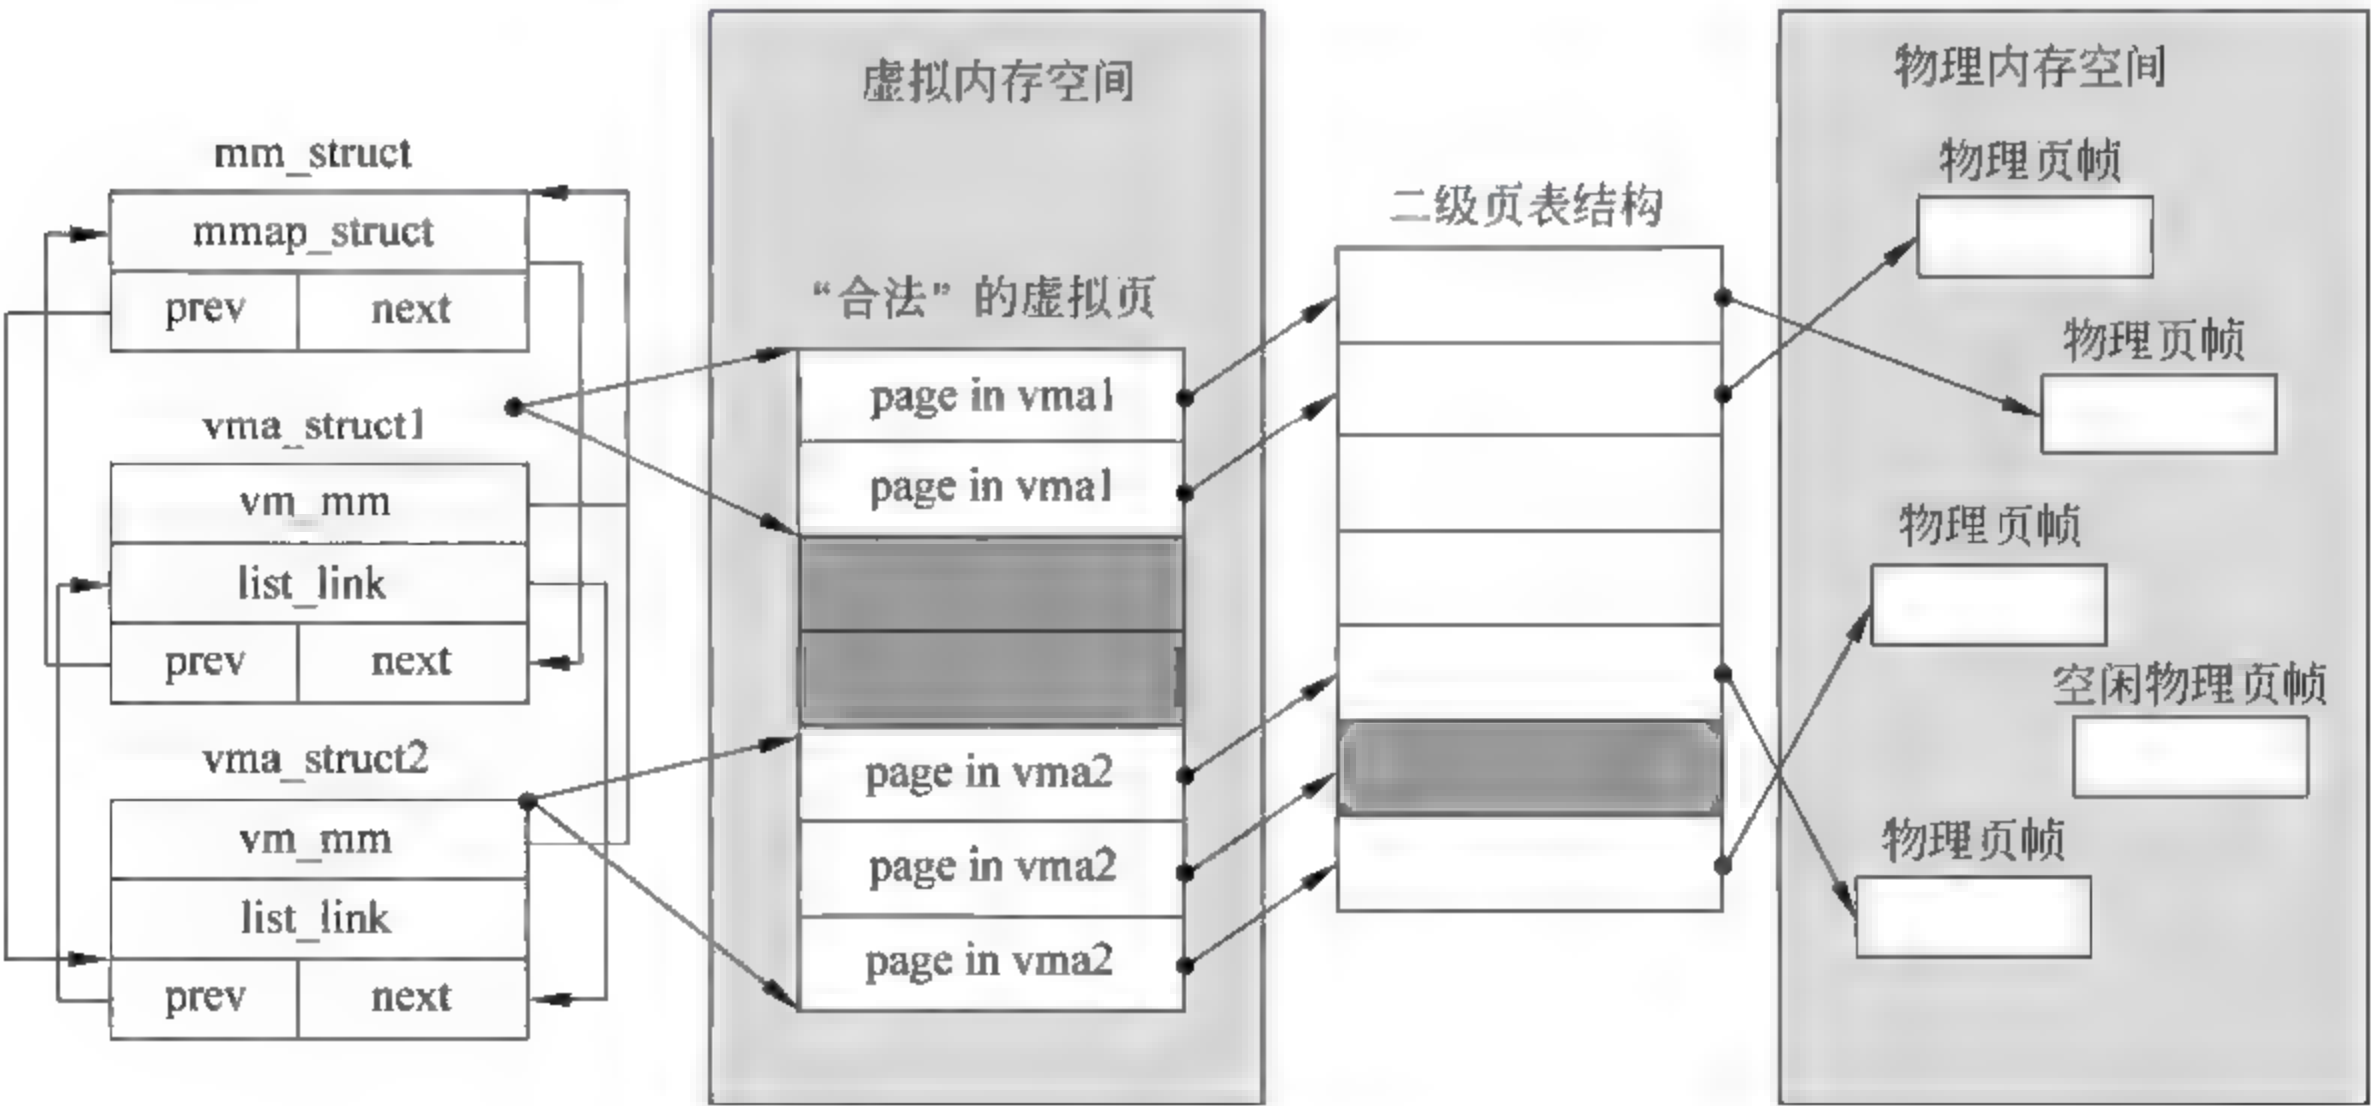 mm_struct
mmap_struct
prev
next
vma_struct1
vm_mm
list_link
prev
next
vma_struct2
vm_mm
list_link
prev
next
虚拟内存空间
“合法”的虚拟页
page in vma1
page in vma1
page in vma2
page in vma2
page in vma2
二级页表结构
物理内存空间
物理页帧
物理页帧
物理页帧
空闲物理页帧
物理页帧